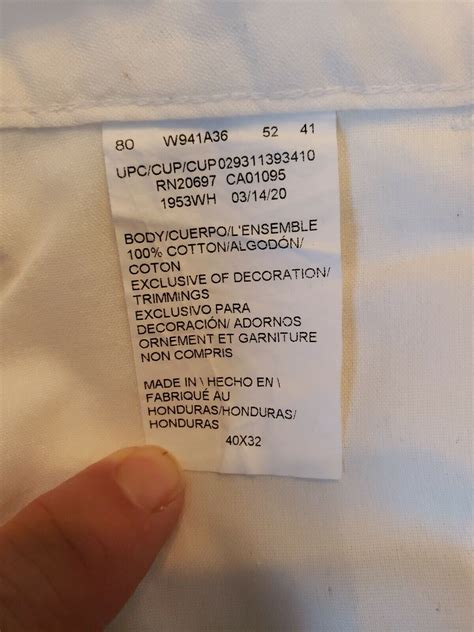 80 W941A36 52 41
UPC/CUP/CUP029311393410
RN20697 CA01095
1953WH 03/14/20
BODY/CUERPO/L'ENSEMBLE
100% COTTON/ALGODÓN/
COTON
EXCLUSIVE OF DECORATION/
TRIMMINGS
EXCLUSIVO PARA
DECORACIÓN/ ADORNOS
ORNEMENT ET GARNITURE
NON COMPRIS
MADE IN \ HECHO EN \
FABRIQUÉ AU
HONDURAS/HONDURAS/
HONDURAS
40X32